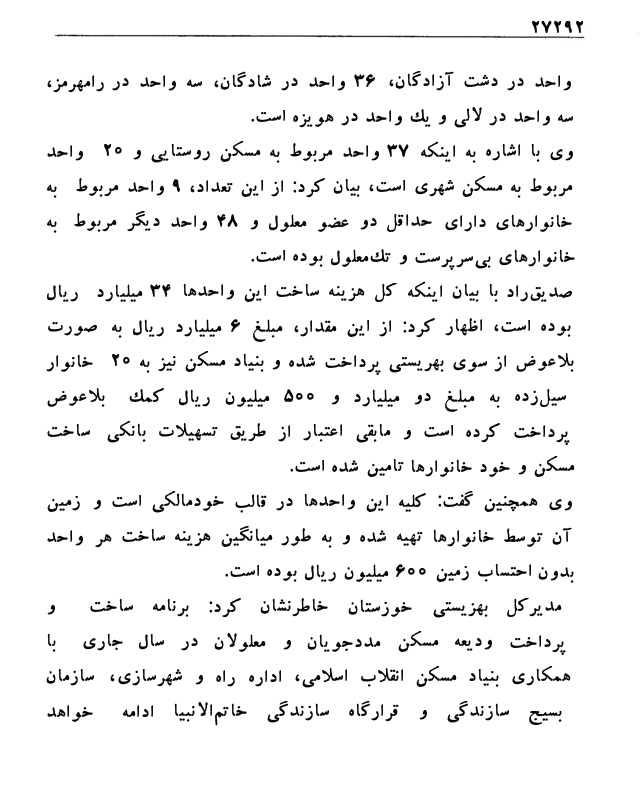 ۲۷۲۹۲
واحد در دشت آزادگان، ۳۶ واحد در شادگان، سه واحد در رامهرمز،
سه واحد در لالی و یك واحد در هویزه است.
وی با اشاره به اینکه ۳۷ واحد مربوط به مسکن روستایی و ۲۰ واحد
مربوط به مسکن شهری است، بیان کرد: از این تعداد، ۹ واحد مربوط به
خانوارهای دارای حداقل دو عضو معلول و ۴۸ واحد دیگر مربوط به
خانوارهای بی‌سرپرست و تك‌معلول بوده است.
صدیق‌راد با بیان اینکه کل هزینه ساخت این واحدها ۳۴ میلیارد ریال
بوده است، اظهار کرد: از این مقدار، مبلغ ۶ میلیارد ریال به صورت
بلاعوض از سوی بهریستی پرداخت شده و بنیاد مسکن نیز به ۲۰ خانوار
سیل‌زده به مبلغ دو میلیارد و ۵۰۰ میلیون ریال کمك بلاعوض
پرداخت کرده است و مابقی اعتبار از طریق تسهیلات بانکی ساخت
مسکن و خود خانوارها تامین شده است.
وی همچنین گفت: کلیه این واحدها در قالب خودمالکی است و زمین
آن توسط خانوارها تهیه شده و به طور میانگین هزینه ساخت هر واحد
بدون احتساب زمین ۶۰۰ میلیون ریال بوده است.
مدیرکل بهزیستی خوزستان خاطرنشان کرد: برنامه ساخت و
پرداخت ودیعه مسکن مددجویان و معلولان در سال جاری با
همکاری بنیاد مسکن انقلاب اسلامی، اداره راه و شهرسازی، سازمان
بسیج سازندگی و قرارگاه سازندگی خاتم‌الانبیا ادامه خواهد